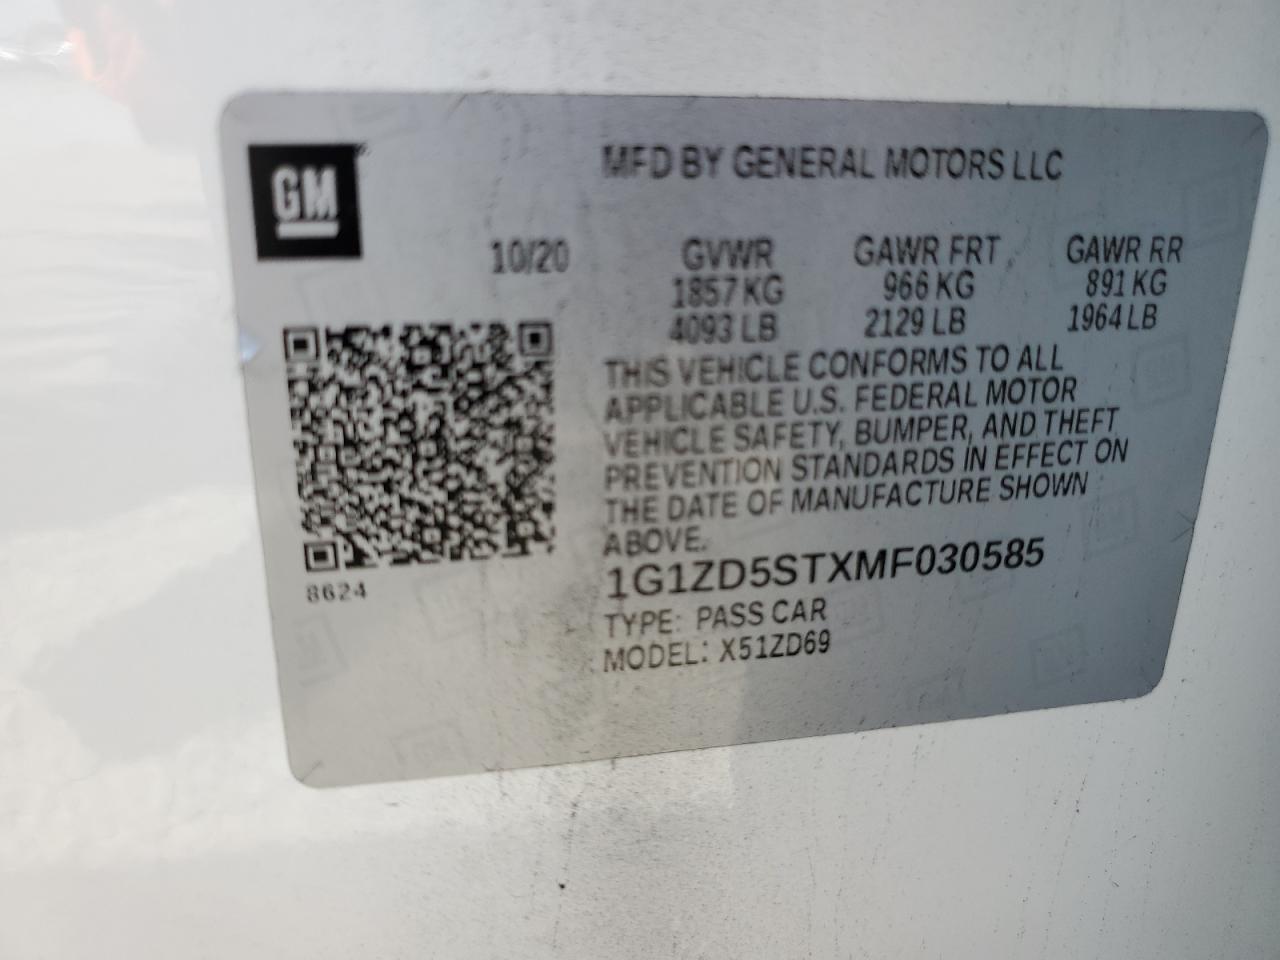 GM
MFD BY GENERAL MOTORS LLC
10/20 GVWR GAWR FRT GAWR RR
1857 KG 966 KG 891 KG
4093 LB 2129 LB 1964 LB
THIS VEHICLE CONFORMS TO ALL
APPLICABLE U.S. FEDERAL MOTOR
VEHICLE SAFETY, BUMPER, AND THEFT
PREVENTION STANDARDS IN EFFECT ON
THE DATE OF MANUFACTURE SHOWN
ABOVE.
1G1ZD5STXMF030585
8624
TYPE: PASS CAR
MODEL: X51ZD69